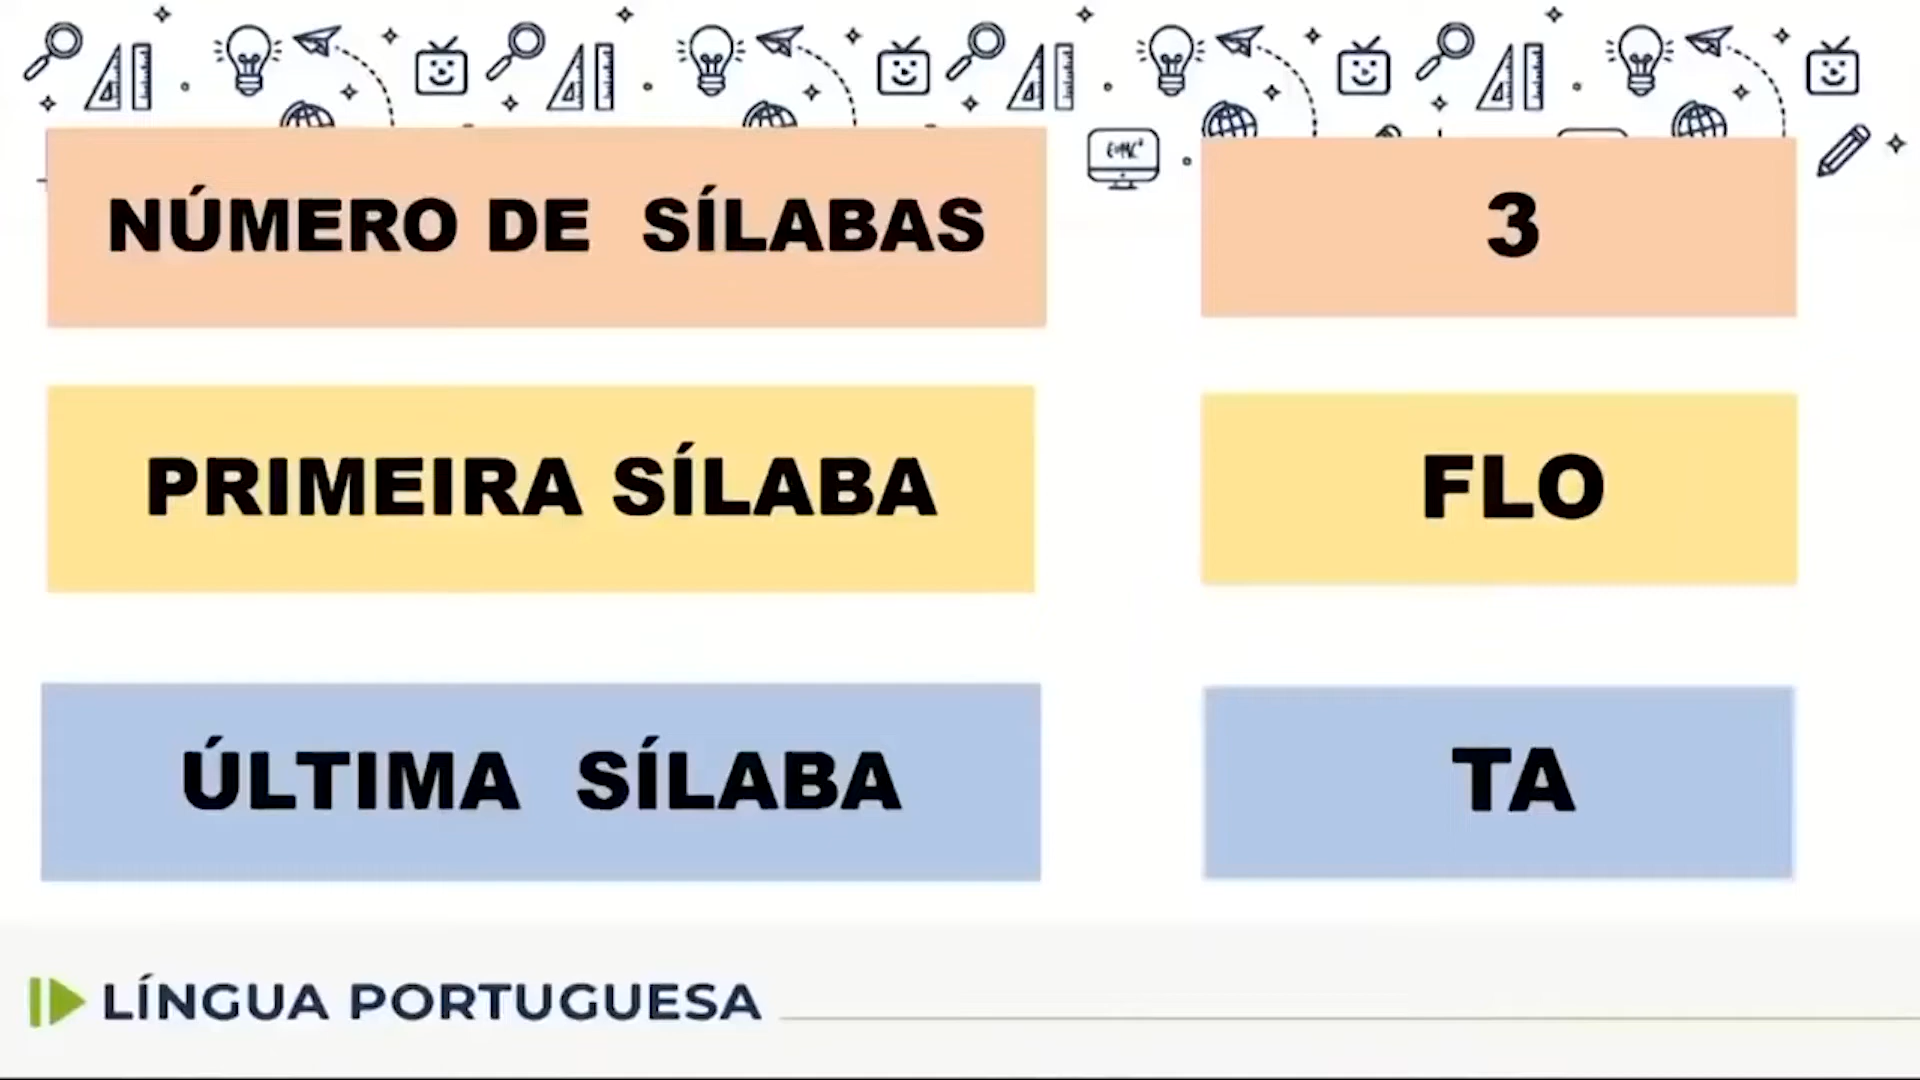 NÚMERO DE SÍLABAS
3
PRIMEIRA SÍLABA
FLO
ÚLTIMA SÍLABA
TA
LÍNGUA PORTUGUESA